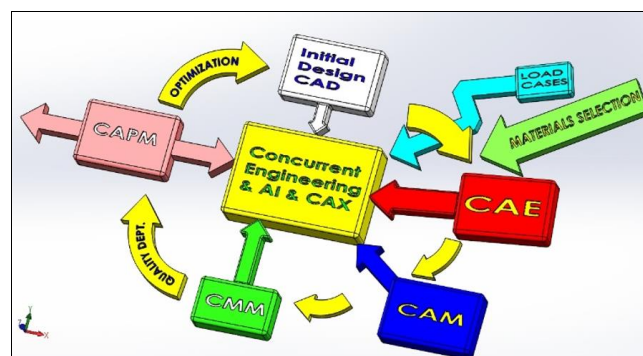 OPTIMIZATION
Initial
Design
CAD
LOAD
CASES
MATERIALS SELECTION
CAPM
Concurrent
Engineering
& AI & CAX
CAE
QUALITY DEPT.
CMM
CAM
Y
Z
X